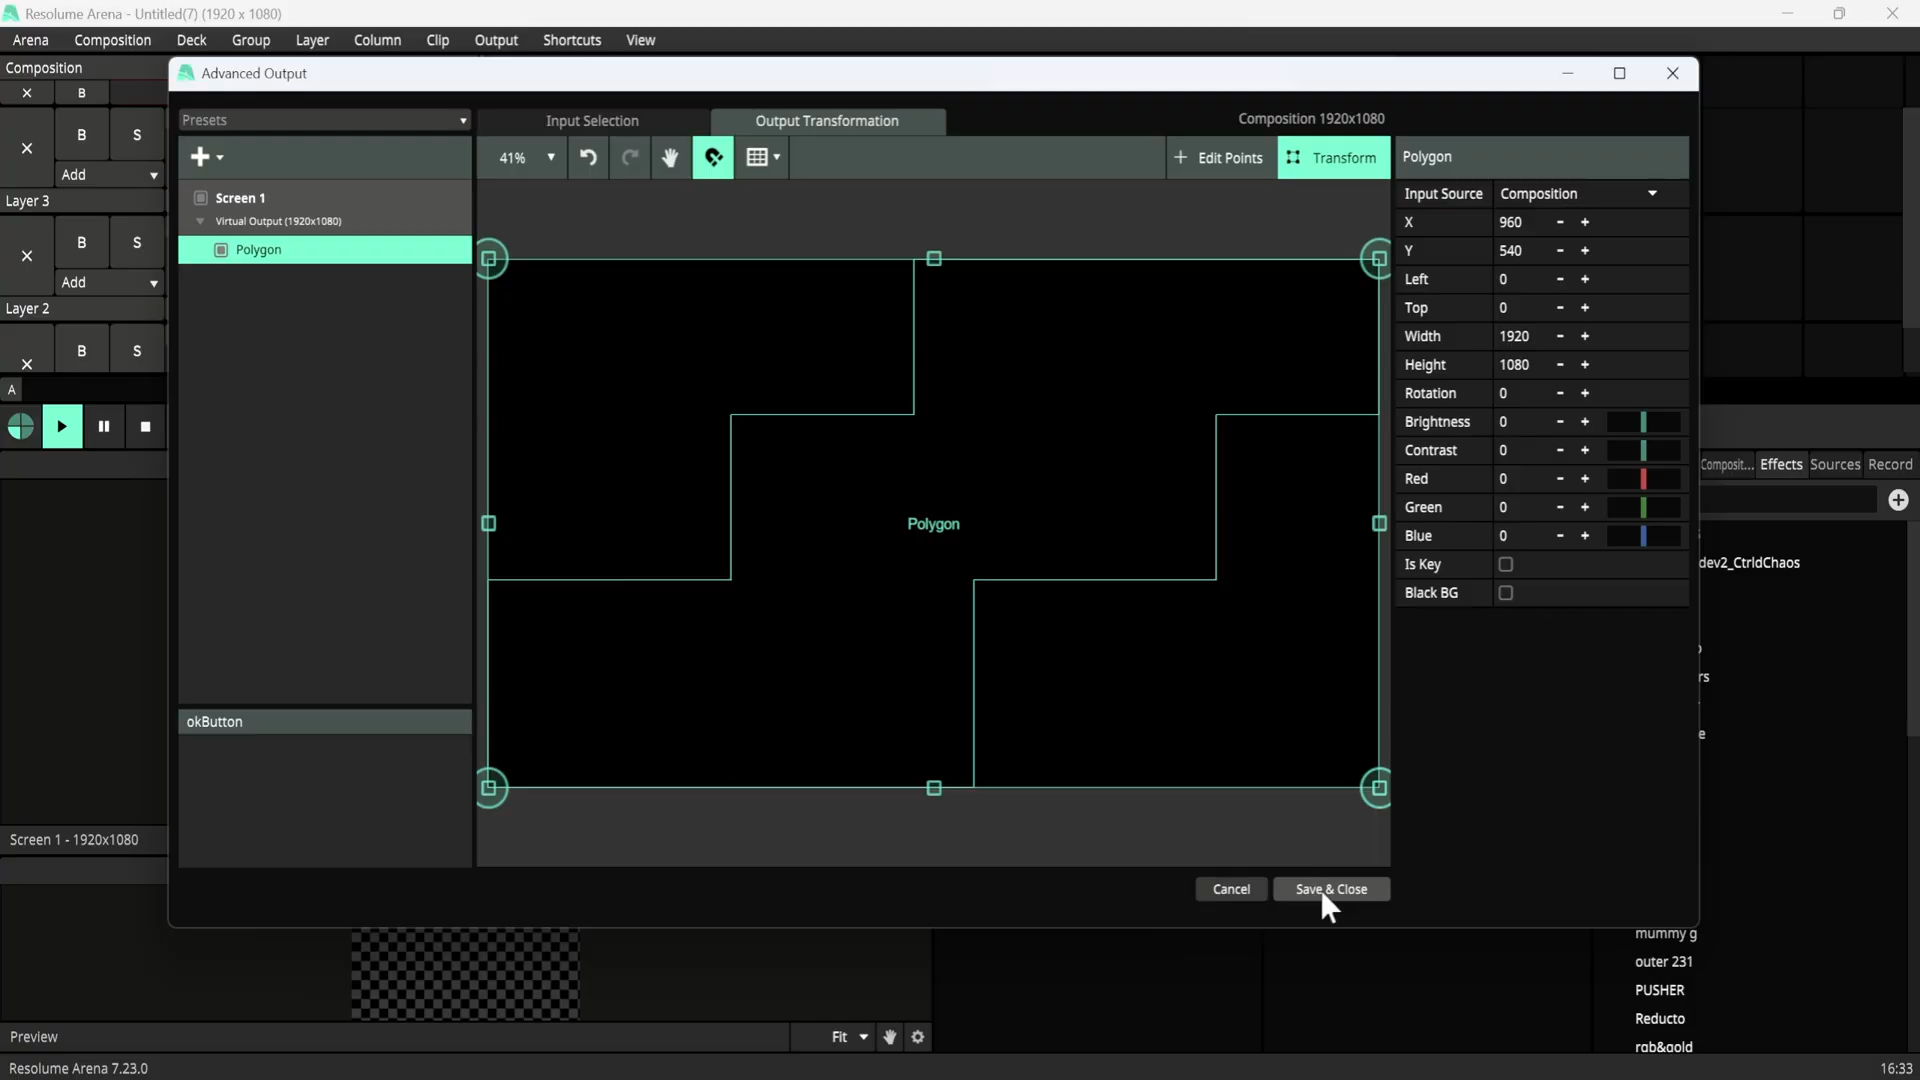 Resolume Arena - Untitled(7) (1920 x 1080)
Arena Composition Deck Group Layer Column Clip Output Shortcuts View
Composition
B
B S
Add
Layer 3
B S
Add
Layer 2
B S
A
Screen 1 - 1920x1080
Preview
Fit
Resolume Arena 7.23.0
16:33
Advanced Output
Presets
Input Selection
Output Transformation
Composition 1920x1080
41%
Edit Points
Transform
Screen 1
Virtual Output (1920x1080)
Polygon
okButton
Polygon
Polygon
Input Source Composition
X 960 - +
Y 540 - +
Left 0 - +
Top 0 - +
Width 1920 - +
Height 1080 - +
Rotation 0 - +
Brightness 0 - +
Contrast 0 - +
Red 0 - +
Green 0 - +
Blue 0 - +
Is Key
Black BG
Cancel
Save & Close
Composit... Effects Sources Record
dev2_CtrldChaos
rs
e
mummy g
outer 231
PUSHER
Reducto
rgb&gold